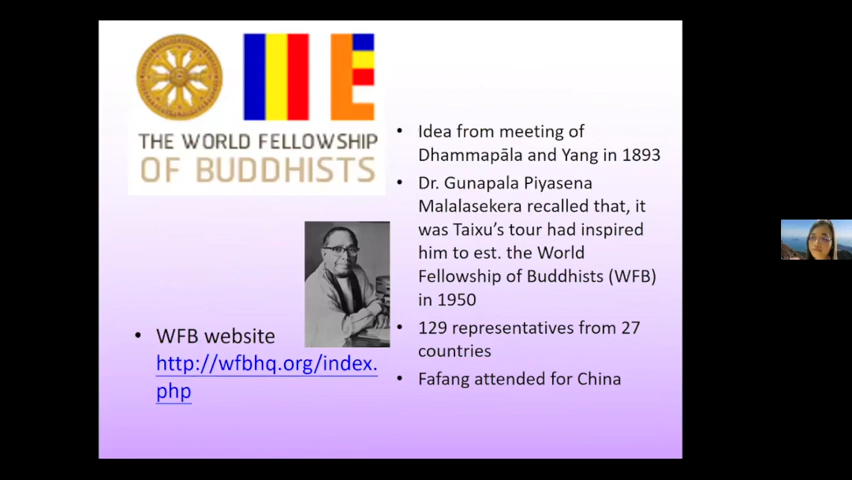 THE WORLD FELLOWSHIP
OF BUDDHISTS
• Idea from meeting of
Dhammapāla and Yang in 1893
• Dr. Gunapala Piyasena
Malalasekera recalled that, it
was Taixu's tour had inspired
him to est. the World
Fellowship of Buddhists (WFB)
in 1950
• 129 representatives from 27
countries
• Fafang attended for China
• WFB website
http://wfbhq.org/index.
php